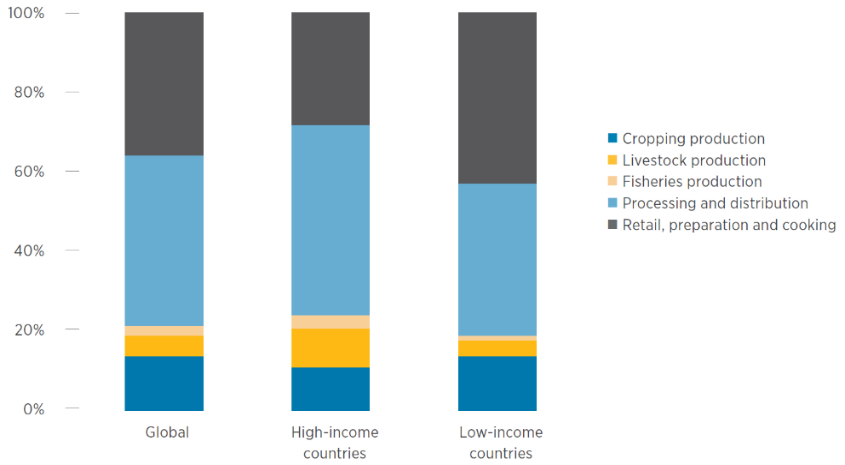 100%
80%
60%
40%
20%
0%
Global
High-income
countries
Low-income
countries
Cropping production
Livestock production
Fisheries production
Processing and distribution
Retail, preparation and cooking